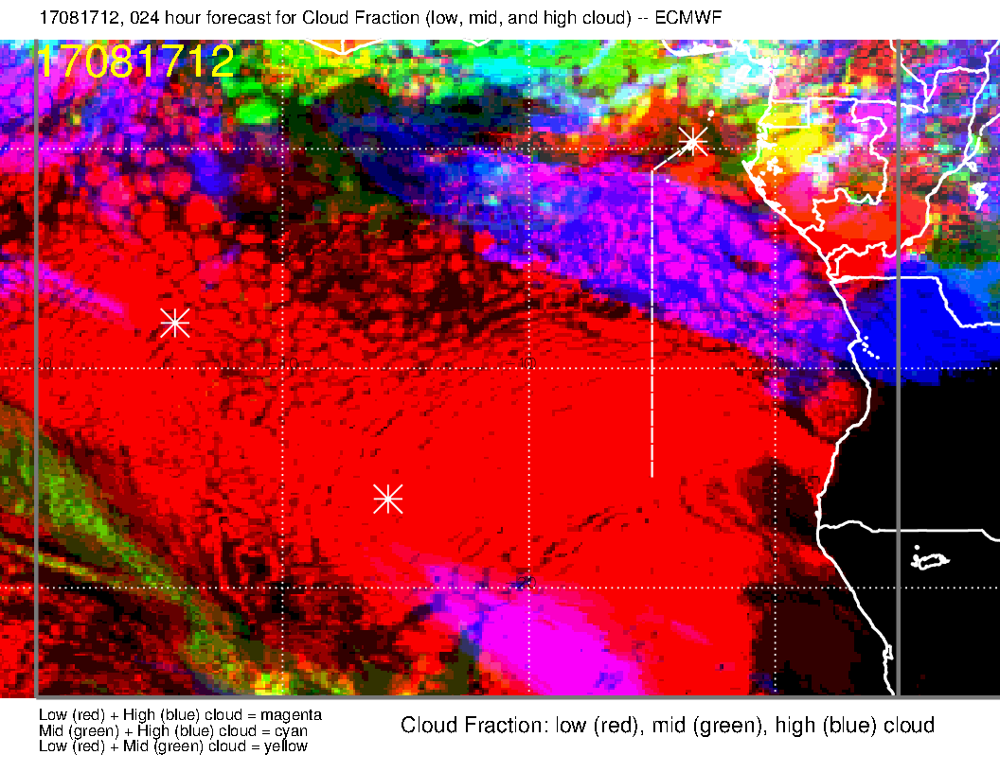 17081712, 024 hour forecast for Cloud Fraction (low, mid, and high cloud) -- ECMWF
17081712
Low (red) + High (blue) cloud = magenta
Mid (green) + High (blue) cloud = cyan
Low (red) + Mid (green) cloud = yellow
Cloud Fraction: low (red), mid (green), high (blue) cloud